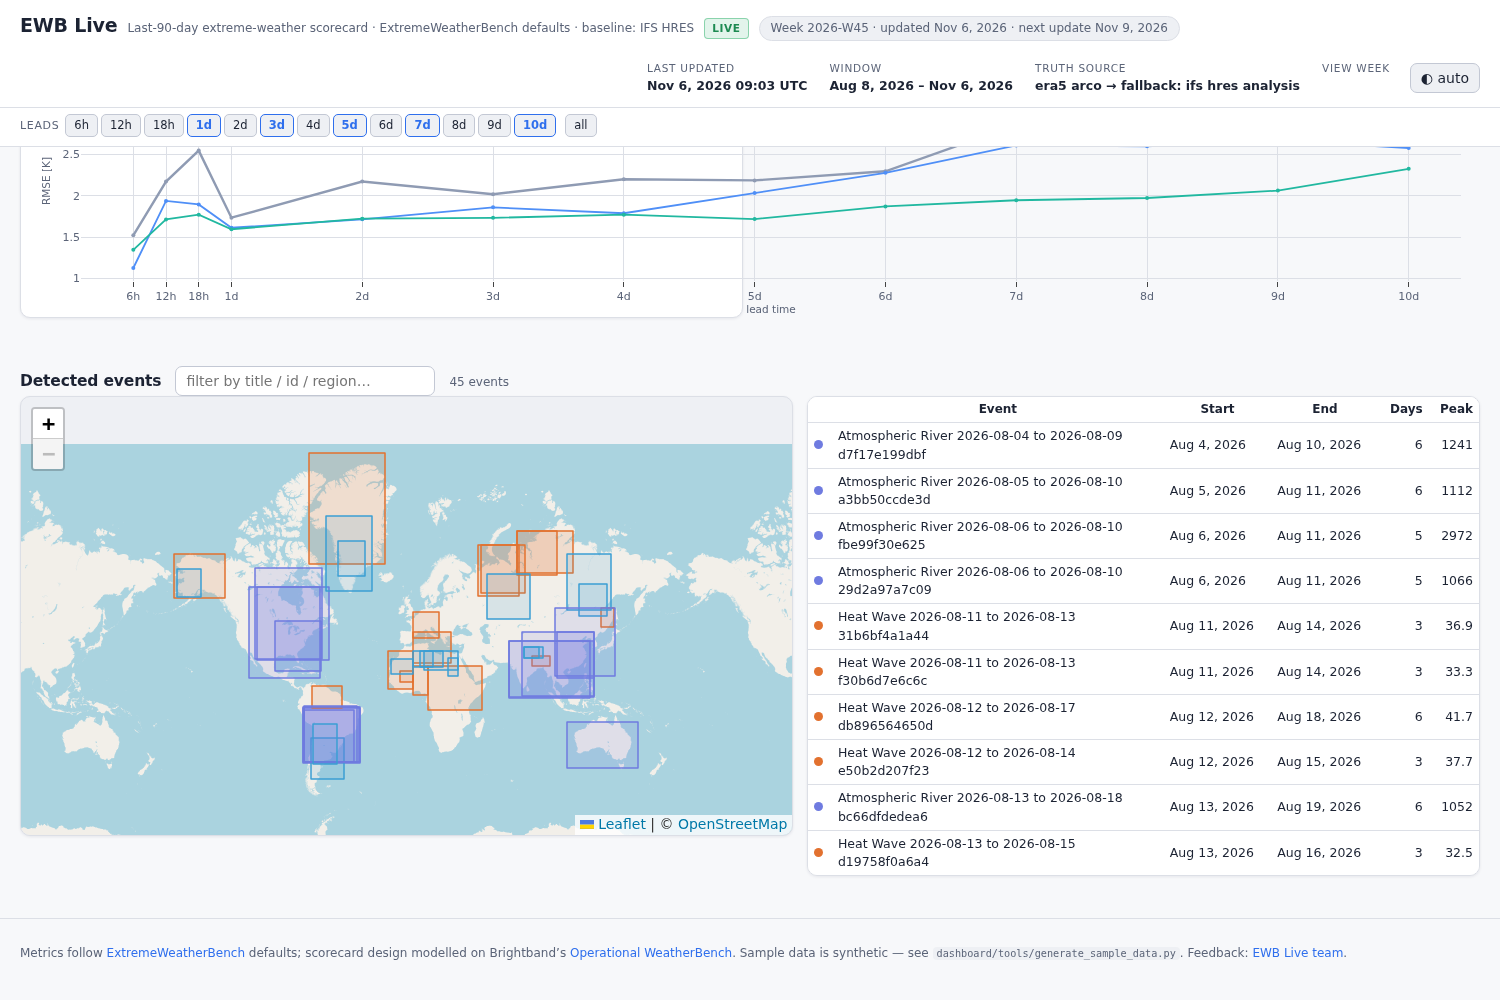 EWB Live Last-90-day extreme-weather scorecard · ExtremeWeatherBench defaults · baseline: IFS HRES LIVE Week 2026-W45 · updated Nov 6, 2026 · next update Nov 9, 2026
LAST UPDATED WINDOW TRUTH SOURCE VIEW WEEK
Nov 6, 2026 09:03 UTC Aug 8, 2026 – Nov 6, 2026 era5 arco → fallback: ifs hres analysis ◐ auto
LEADS 6h 12h 18h 1d 2d 3d 4d 5d 6d 7d 8d 9d 10d all
RMSE [K]
2.5
2
1.5
1
6h 12h 18h 1d 2d 3d 4d 5d 6d 7d 8d 9d 10d
lead time
Detected events filter by title / id / region... 45 events
+
−
Leaflet | © OpenStreetMap
Event Start End Days Peak
Atmospheric River 2026-08-04 to 2026-08-09 Aug 4, 2026 Aug 10, 2026 6 1241
d7f17e199dbf
Atmospheric River 2026-08-05 to 2026-08-10 Aug 5, 2026 Aug 11, 2026 6 1112
a3bb50ccde3d
Atmospheric River 2026-08-06 to 2026-08-10 Aug 6, 2026 Aug 11, 2026 5 2972
fbe99f30e625
Atmospheric River 2026-08-06 to 2026-08-10 Aug 6, 2026 Aug 11, 2026 5 1066
29d2a97a7c09
Heat Wave 2026-08-11 to 2026-08-13 Aug 11, 2026 Aug 14, 2026 3 36.9
31b6bf4a1a44
Heat Wave 2026-08-11 to 2026-08-13 Aug 11, 2026 Aug 14, 2026 3 33.3
f30b6d7e6c6c
Heat Wave 2026-08-12 to 2026-08-17 Aug 12, 2026 Aug 18, 2026 6 41.7
db896564650d
Heat Wave 2026-08-12 to 2026-08-14 Aug 12, 2026 Aug 15, 2026 3 37.7
e50b2d207f23
Atmospheric River 2026-08-13 to 2026-08-18 Aug 13, 2026 Aug 19, 2026 6 1052
bc66dfdedea6
Heat Wave 2026-08-13 to 2026-08-15 Aug 13, 2026 Aug 16, 2026 3 32.5
d19758f0a6a4
Metrics follow ExtremeWeatherBench defaults; scorecard design modelled on Brightband’s Operational WeatherBench. Sample data is synthetic — see dashboard/tools/generate_sample_data.py. Feedback: EWB Live team.